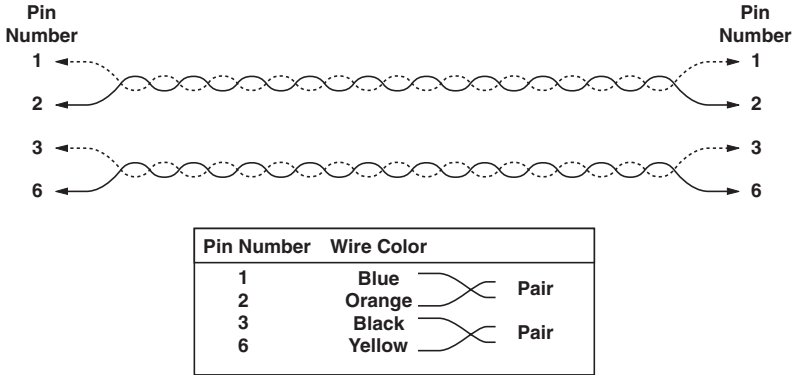 Pin Number Pin Number
1 1
2 2
3 3
6 6
Pin Number Wire Color
1 Blue
2 Orange Pair
3 Black
6 Yellow Pair